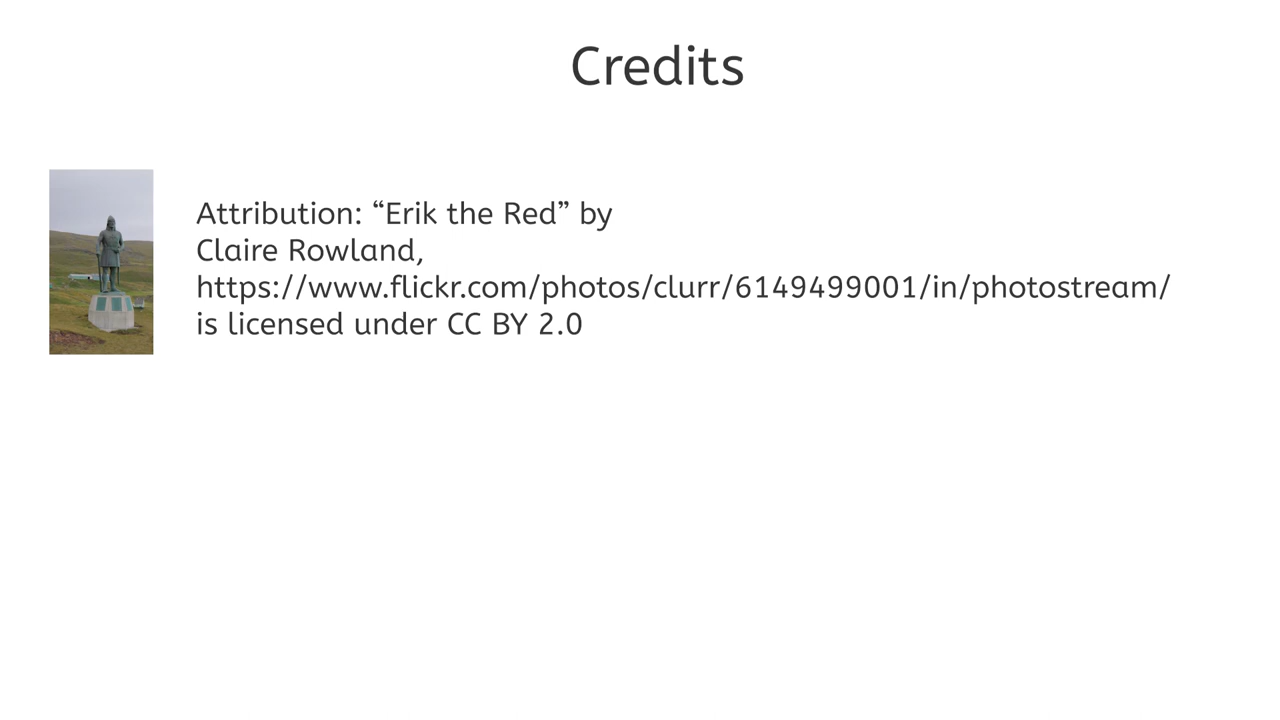 Credits
Attribution: “Erik the Red” by
Claire Rowland,
https://www.flickr.com/photos/clurr/6149499001/in/photostream/
is licensed under CC BY 2.0